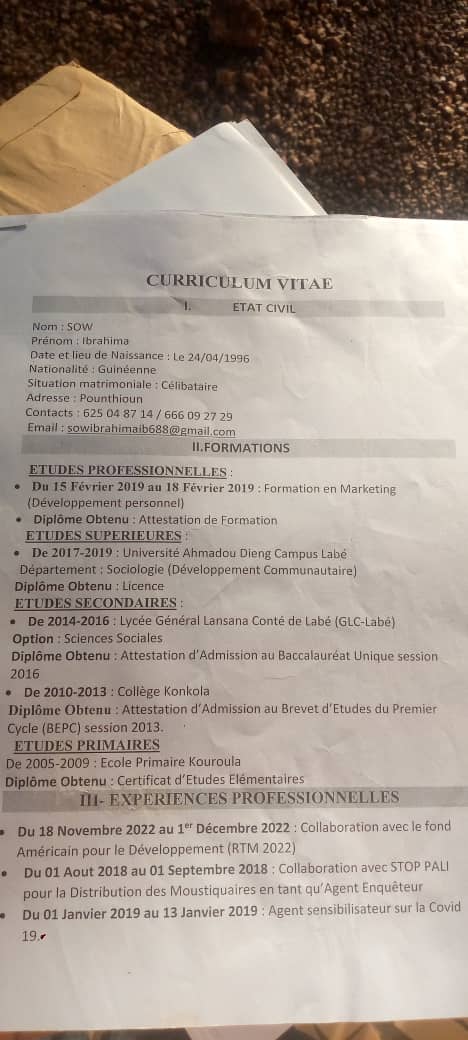 CURRICULUM VITAE
I. ETAT CIVIL
Nom : SOW
Prénom : Ibrahima
Date et lieu de Naissance : Le 24/04/1996
Nationalité : Guinéenne
Situation matrimoniale : Célibataire
Adresse : Pounthioun
Contacts : 625 04 87 14 / 666 09 27 29
Email : sowibrahimaib688@gmail.com
II.FORMATIONS
ETUDES PROFESSIONNELLES :
• Du 15 Février 2019 au 18 Février 2019 : Formation en Marketing
(Développement personnel)
• Diplôme Obtenu : Attestation de Formation
ETUDES SUPERIEURES :
• De 2017-2019 : Université Ahmadou Dieng Campus Labé
Département : Sociologie (Développement Communautaire)
Diplôme Obtenu : Licence
ETUDES SECONDAIRES :
• De 2014-2016 : Lycée Général Lansana Conté de Labé (GLC-Labé)
Option : Sciences Sociales
Diplôme Obtenu : Attestation d'Admission au Baccalauréat Unique session
2016
• De 2010-2013 : Collège Konkola
Diplôme Obtenu : Attestation d'Admission au Brevet d'Etudes du Premier
Cycle (BEPC) session 2013.
ETUDES PRIMAIRES
De 2005-2009 : Ecole Primaire Kouroula
Diplôme Obtenu : Certificat d'Etudes Elémentaires
III- EXPERIENCES PROFESSIONNELLES
• Du 18 Novembre 2022 au 1er Décembre 2022 : Collaboration avec le fond
Américain pour le Développement (RTM 2022)
• Du 01 Aout 2018 au 01 Septembre 2018 : Collaboration avec STOP PALI
pour la Distribution des Moustiquaires en tant qu'Agent Enquêteur
• Du 01 Janvier 2019 au 13 Janvier 2019 : Agent sensibilisateur sur la Covid
19.